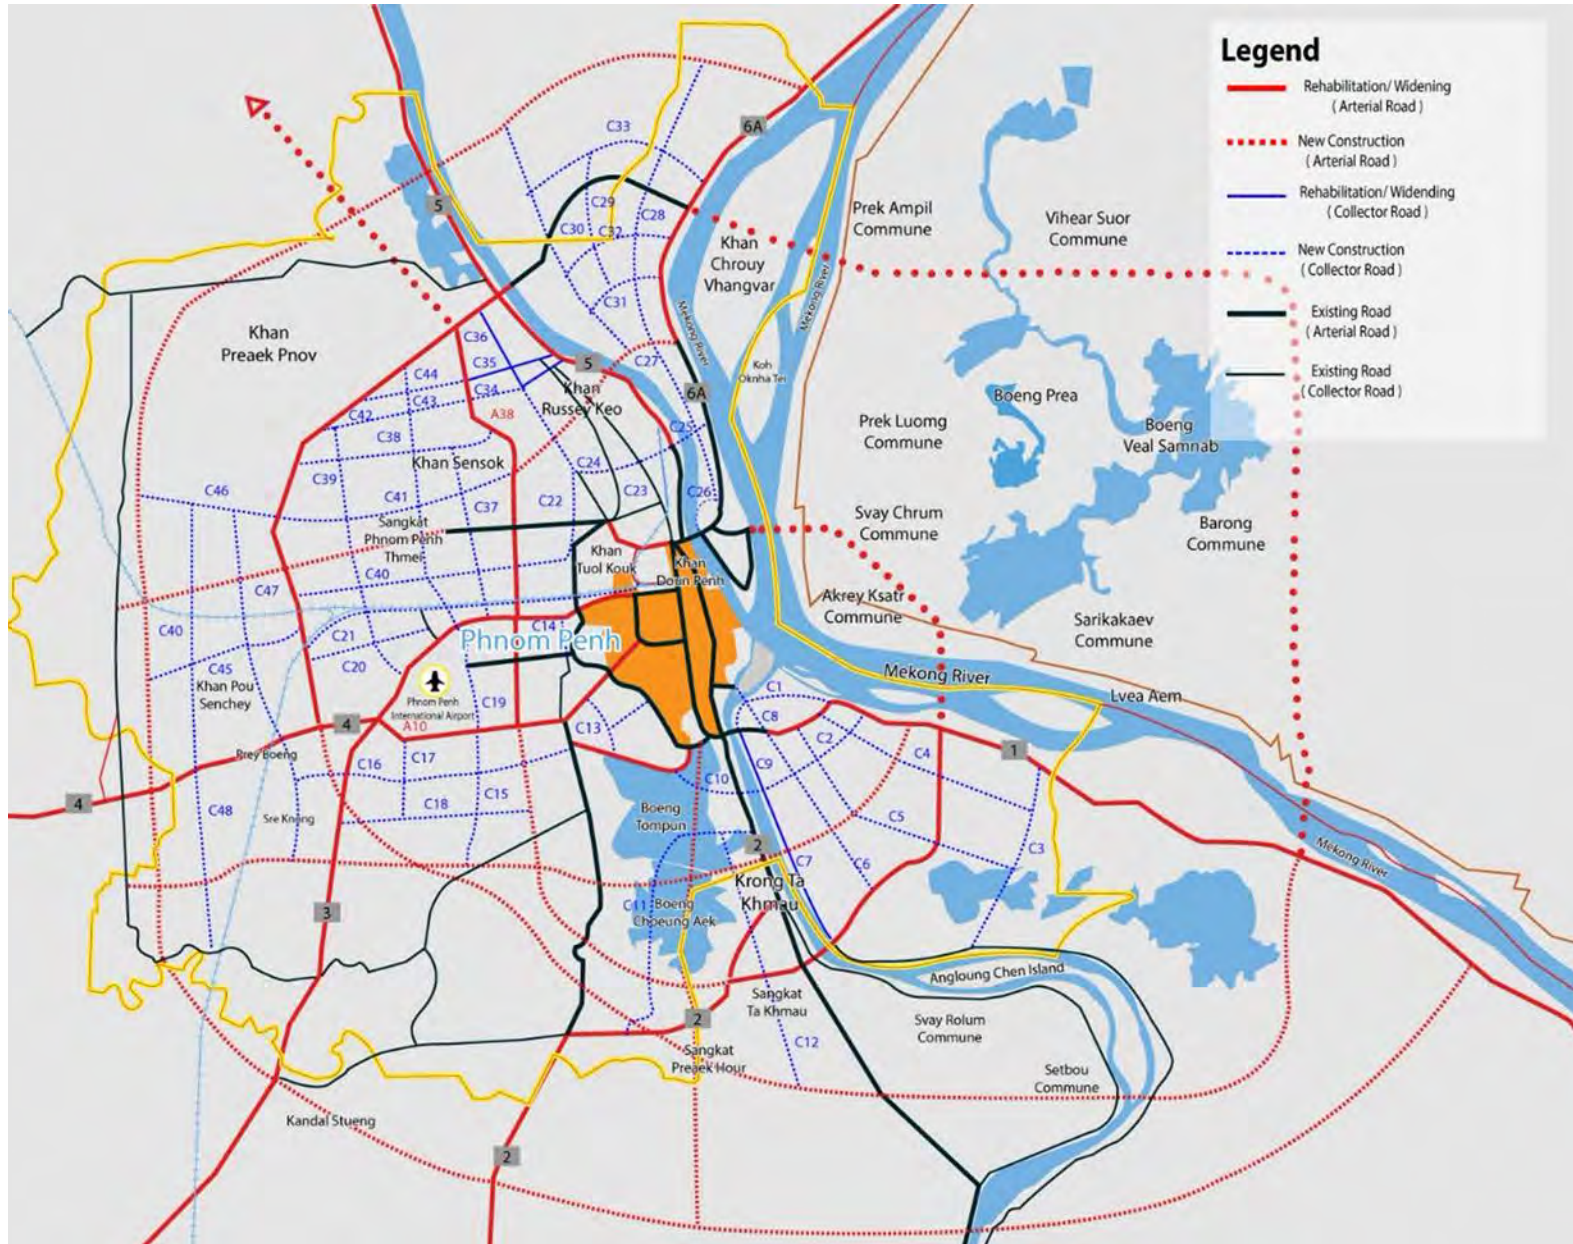 Legend
Rehabilitation/ Widening
( Arterial Road )
New Construction
( Arterial Road )
Rehabilitation/ Widending
( Collector Road )
New Construction
( Collector Road )
Existing Road
( Arterial Road )
Existing Road
( Collector Road )
6A
C33
5
C29
C28
C30
C32
C31
Khan
Chrouy
Vhangvar
Prek Ampil
Commune
Vihear Suor
Commune
Mekong River
Mekong River
Khan
Preaek Pnov
C36
C35
C34
C44
C43
C42
5
C27
Koh
Oknha Tei
6A
Khan
Russey Keo
A38
Boeng Prea
Prek Luomg
Commune
Boeng
Veal Samnab
C38
C25
Khan Sensok
C24
C39
C46
C41
C37
C22
C23
C26
Sangkat
Phnom Penh
Thmei
Svay Chrum
Commune
Barong
Commune
Khan
Tuol Kouk
Khan
Doun Penh
C40
C47
Akrey Ksatr
Commune
Sarikakaev
Commune
C40
C21
C14
Phnom Penh
C20
C45
Khan Pou
Senchey
Phnom Penh
International Airport
C19
Mekong River
Lvea Aem
C1
C8
C2
C13
4
A10
C4
1
Prey Boeng
C16
C17
C9
C10
4
C48
C18
C15
Sre Knong
Boeng
Tompun
C5
2
C7
C6
C3
Mekong River
Krong Ta
Khmau
3
C11
Boeng
Choeung Aek
Angloung Chen Island
Sangkat
Ta Khmau
2
Svay Rolum
Commune
C12
Sangkat
Preaek Hour
Setbou
Commune
Kandal Stueng
2